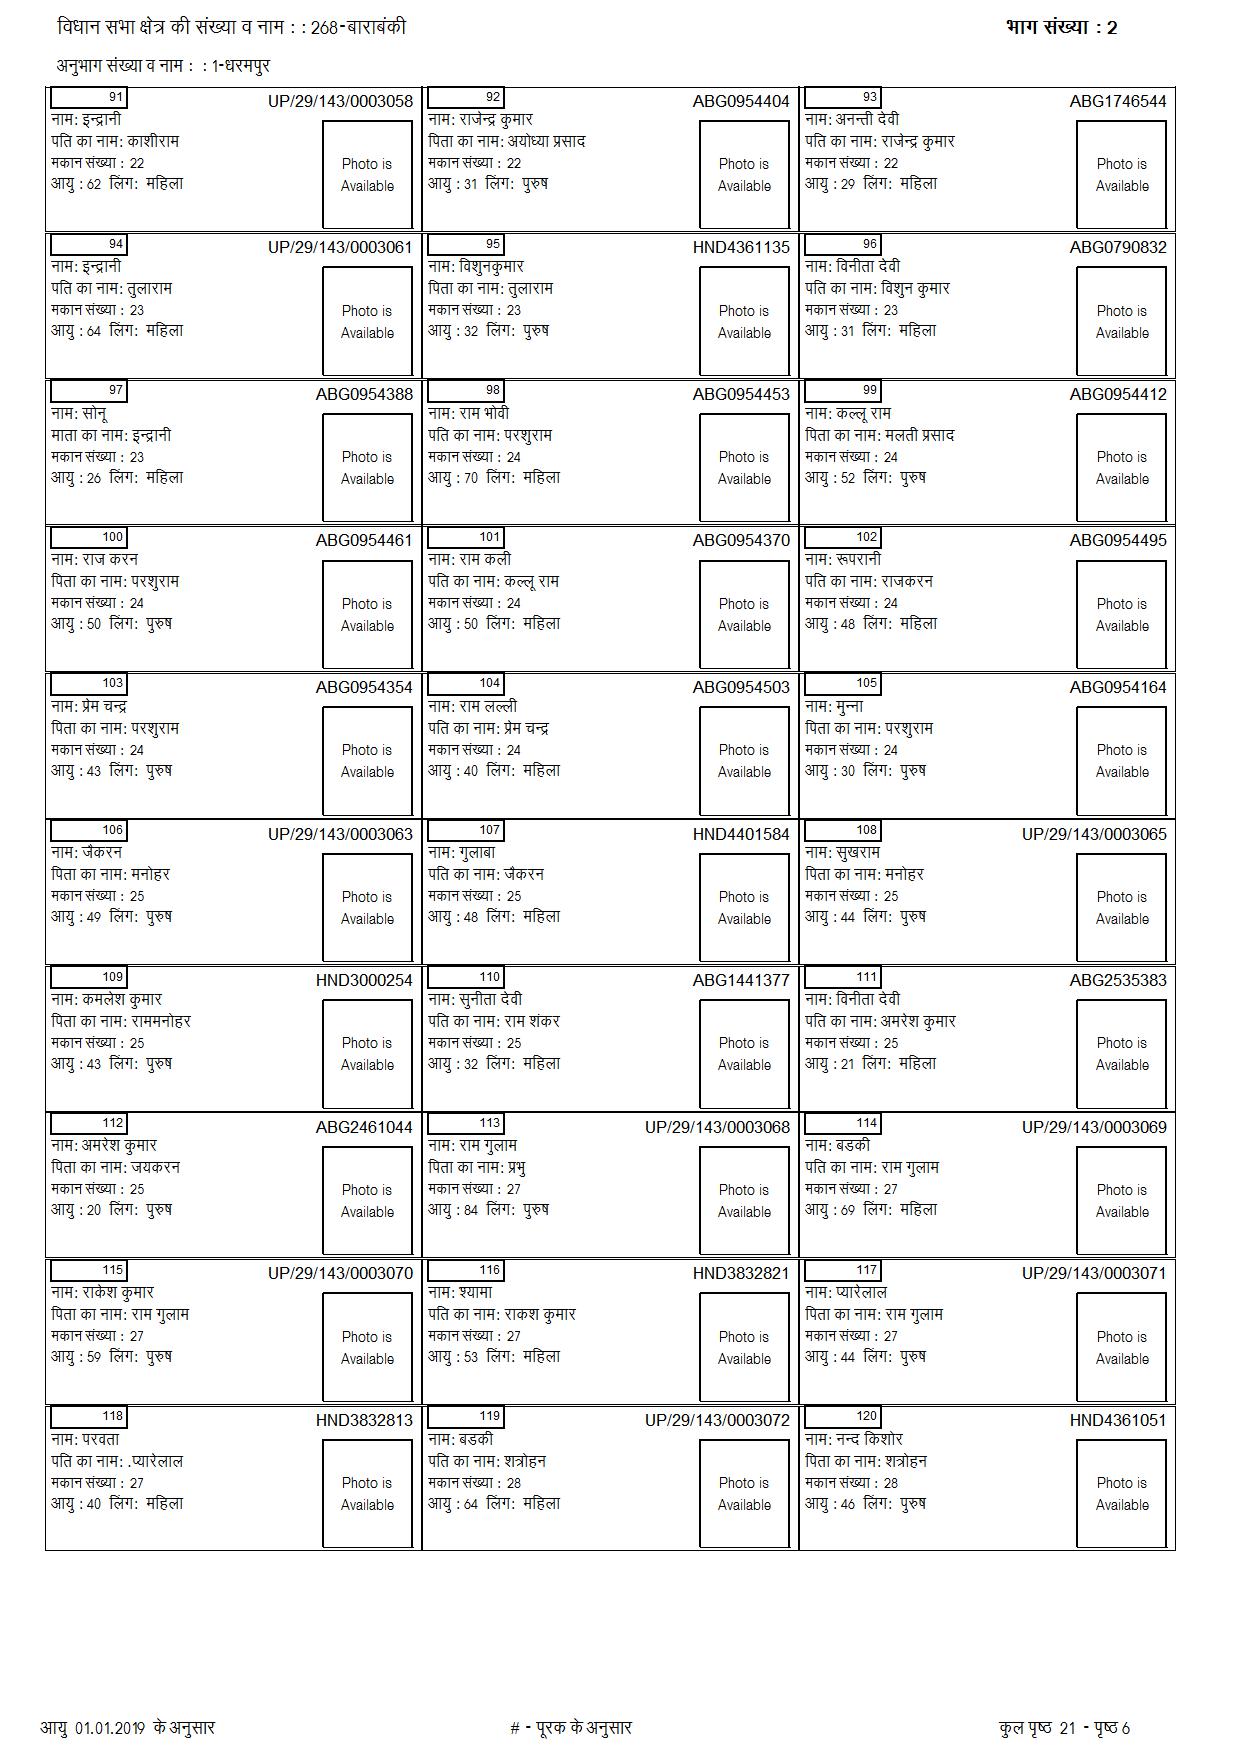 विधान सभा क्षेत्र की संख्या व नाम : : 268-बाराबंकी
भाग संख्या : 2
अनुभाग संख्या व नाम : : 1-धरमपुर
91 UP/29/143/0003058
नाम: इन्द्रानी
पति का नाम: काशीराम
मकान संख्या : 22
आयु : 62 लिंग: महिला
Photo is
Available
92 ABG0954404
नाम: राजेन्द्र कुमार
पिता का नाम: अयोध्या प्रसाद
मकान संख्या : 22
आयु : 31 लिंग: पुरुष
Photo is
Available
93 ABG1746544
नाम: अनन्ती देवी
पति का नाम: राजेन्द्र कुमार
मकान संख्या : 22
आयु : 29 लिंग: महिला
Photo is
Available
94 UP/29/143/0003061
नाम: इन्द्रानी
पति का नाम: तुलाराम
मकान संख्या : 23
आयु : 64 लिंग: महिला
Photo is
Available
95 HND4361135
नाम: विशुनकुमार
पिता का नाम: तुलाराम
मकान संख्या : 23
आयु : 32 लिंग: पुरुष
Photo is
Available
96 ABG0790832
नाम: विनीता देवी
पति का नाम: विशुन कुमार
मकान संख्या : 23
आयु : 31 लिंग: महिला
Photo is
Available
97 ABG0954388
नाम: सोनू
माता का नाम: इन्द्रानी
मकान संख्या : 23
आयु : 26 लिंग: महिला
Photo is
Available
98 ABG0954453
नाम: राम भोवी
पति का नाम: परशुराम
मकान संख्या : 24
आयु : 70 लिंग: महिला
Photo is
Available
99 ABG0954412
नाम: कल्लू राम
पिता का नाम: मलती प्रसाद
मकान संख्या : 24
आयु : 52 लिंग: पुरुष
Photo is
Available
100 ABG0954461
नाम: राज करन
पिता का नाम: परशुराम
मकान संख्या : 24
आयु : 50 लिंग: पुरुष
Photo is
Available
101 ABG0954370
नाम: राम कली
पति का नाम: कल्लू राम
मकान संख्या : 24
आयु : 50 लिंग: महिला
Photo is
Available
102 ABG0954495
नाम: रूपरानी
पति का नाम: राजकरन
मकान संख्या : 24
आयु : 48 लिंग: महिला
Photo is
Available
103 ABG0954354
नाम: प्रेम चन्द्र
पिता का नाम: परशुराम
मकान संख्या : 24
आयु : 43 लिंग: पुरुष
Photo is
Available
104 ABG0954503
नाम: राम लल्ली
पति का नाम: प्रेम चन्द्र
मकान संख्या : 24
आयु : 40 लिंग: महिला
Photo is
Available
105 ABG0954164
नाम: मुन्ना
पिता का नाम: परशुराम
मकान संख्या : 24
आयु : 30 लिंग: पुरुष
Photo is
Available
106 UP/29/143/0003063
नाम: जैकरन
पिता का नाम: मनोहर
मकान संख्या : 25
आयु : 49 लिंग: पुरुष
Photo is
Available
107 HND4401584
नाम: गुलाबा
पति का नाम: जैकरन
मकान संख्या : 25
आयु : 48 लिंग: महिला
Photo is
Available
108 UP/29/143/0003065
नाम: सुखराम
पिता का नाम: मनोहर
मकान संख्या : 25
आयु : 44 लिंग: पुरुष
Photo is
Available
109 HND3000254
नाम: कमलेश कुमार
पिता का नाम: राममनोहर
मकान संख्या : 25
आयु : 43 लिंग: पुरुष
Photo is
Available
110 ABG1441377
नाम: सुनीता देवी
पति का नाम: राम शंकर
मकान संख्या : 25
आयु : 32 लिंग: महिला
Photo is
Available
111 ABG2535383
नाम: विनीता देवी
पति का नाम: अमरेश कुमार
मकान संख्या : 25
आयु : 21 लिंग: महिला
Photo is
Available
112 ABG2461044
नाम: अमरेश कुमार
पिता का नाम: जयकरन
मकान संख्या : 25
आयु : 20 लिंग: पुरुष
Photo is
Available
113 UP/29/143/0003068
नाम: राम गुलाम
पिता का नाम: प्रभु
मकान संख्या : 27
आयु : 84 लिंग: पुरुष
Photo is
Available
114 UP/29/143/0003069
नाम: बडकी
पति का नाम: राम गुलाम
मकान संख्या : 27
आयु : 69 लिंग: महिला
Photo is
Available
115 UP/29/143/0003070
नाम: राकेश कुमार
पिता का नाम: राम गुलाम
मकान संख्या : 27
आयु : 59 लिंग: पुरुष
Photo is
Available
116 HND3832821
नाम: श्यामा
पति का नाम: राकश कुमार
मकान संख्या : 27
आयु : 53 लिंग: महिला
Photo is
Available
117 UP/29/143/0003071
नाम: प्यारेलाल
पिता का नाम: राम गुलाम
मकान संख्या : 27
आयु : 44 लिंग: पुरुष
Photo is
Available
118 HND3832813
नाम: परवता
पति का नाम: .प्यारेलाल
मकान संख्या : 27
आयु : 40 लिंग: महिला
Photo is
Available
119 UP/29/143/0003072
नाम: बडकी
पति का नाम: शत्रोहन
मकान संख्या : 28
आयु : 64 लिंग: महिला
Photo is
Available
120 HND4361051
नाम: नन्द किशोर
पिता का नाम: शत्रोहन
मकान संख्या : 28
आयु : 46 लिंग: पुरुष
Photo is
Available
आयु 01.01.2019 के अनुसार
# - पूरक के अनुसार
कुल पृष्ठ 21 - पृष्ठ 6